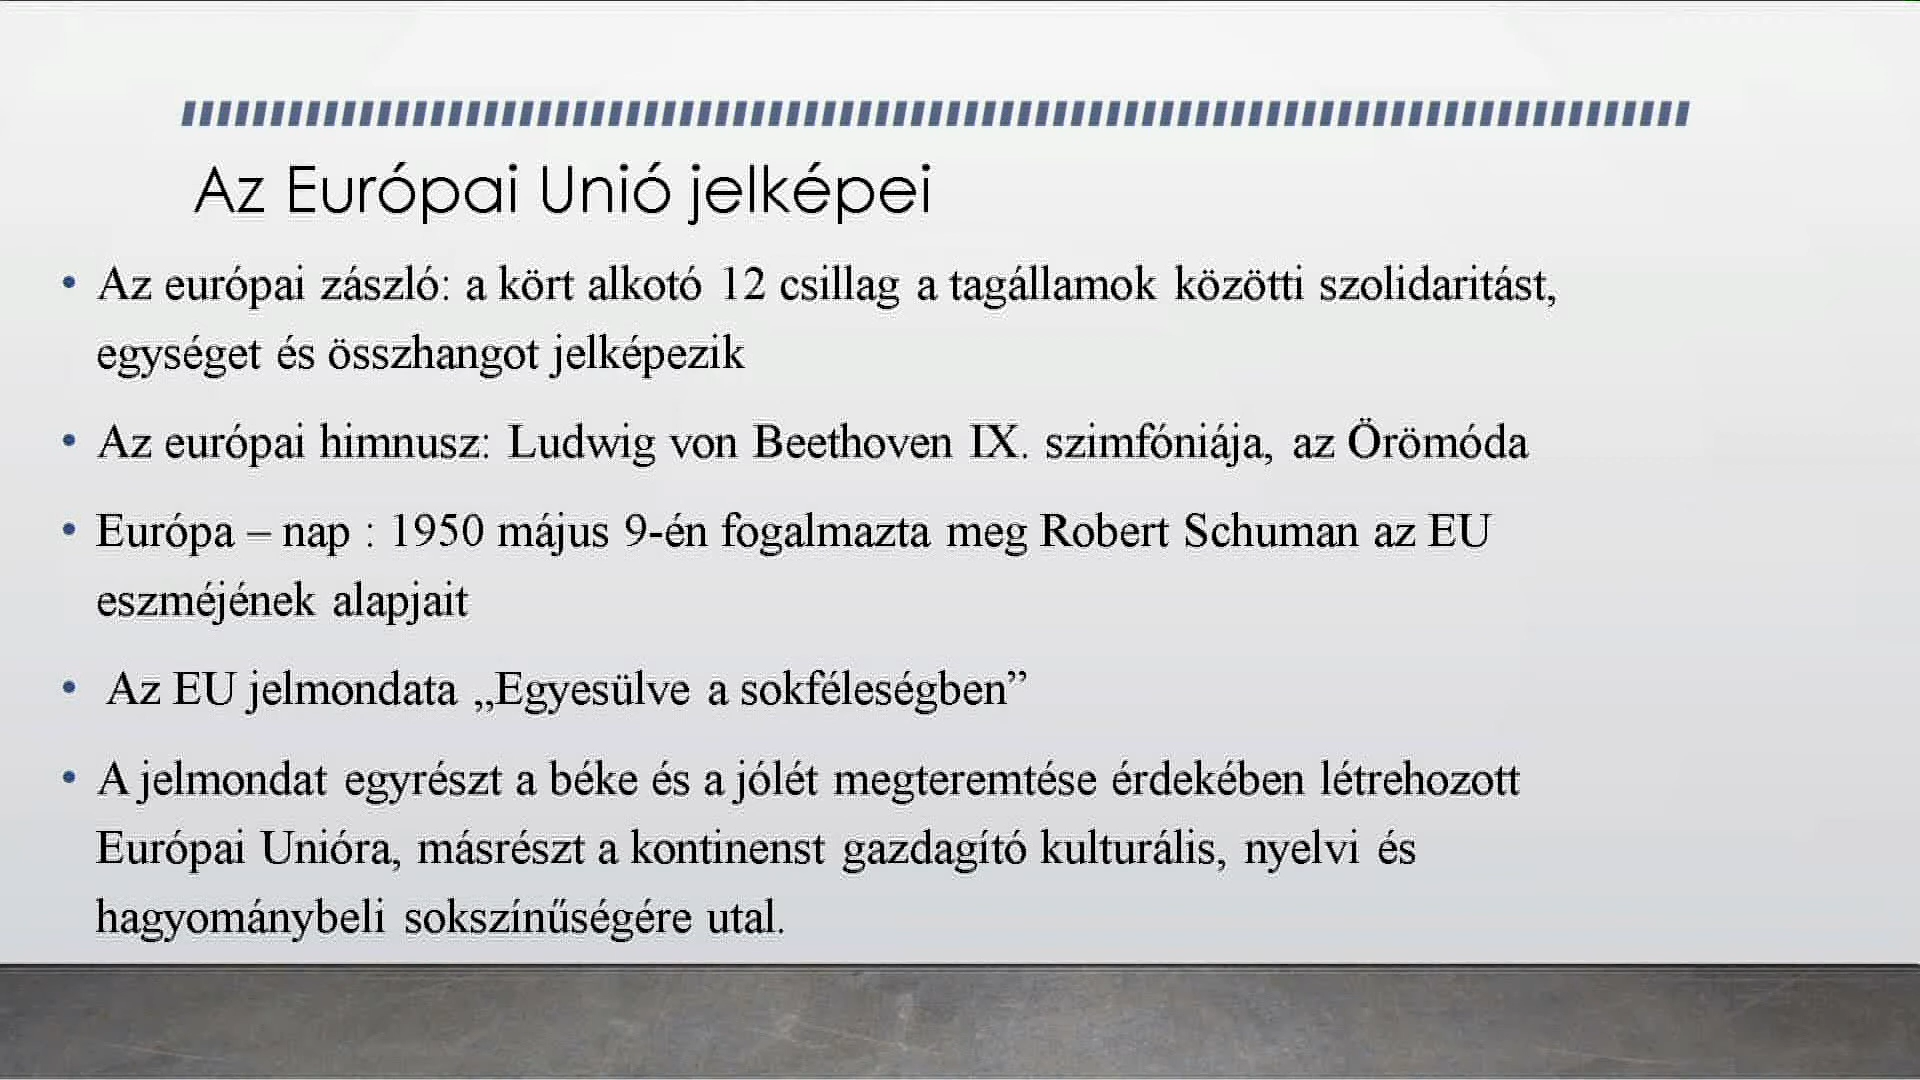 Az Európai Unió jelképei
• Az európai zászló: a kört alkotó 12 csillag a tagállamok közötti szolidaritást,
egységet és összhangot jelképezik
• Az európai himnusz: Ludwig von Beethoven IX. szimfóniája, az Örömóda
• Európa – nap : 1950 május 9-én fogalmazta meg Robert Schuman az EU
eszméjének alapjait
• Az EU jelmondata „Egyesülve a sokféleségben”
• A jelmondat egyrészt a béke és a jólét megteremtése érdekében létrehozott
Európai Unióra, másrészt a kontinenst gazdagító kulturális, nyelvi és
hagyománybeli sokszínűségére utal.